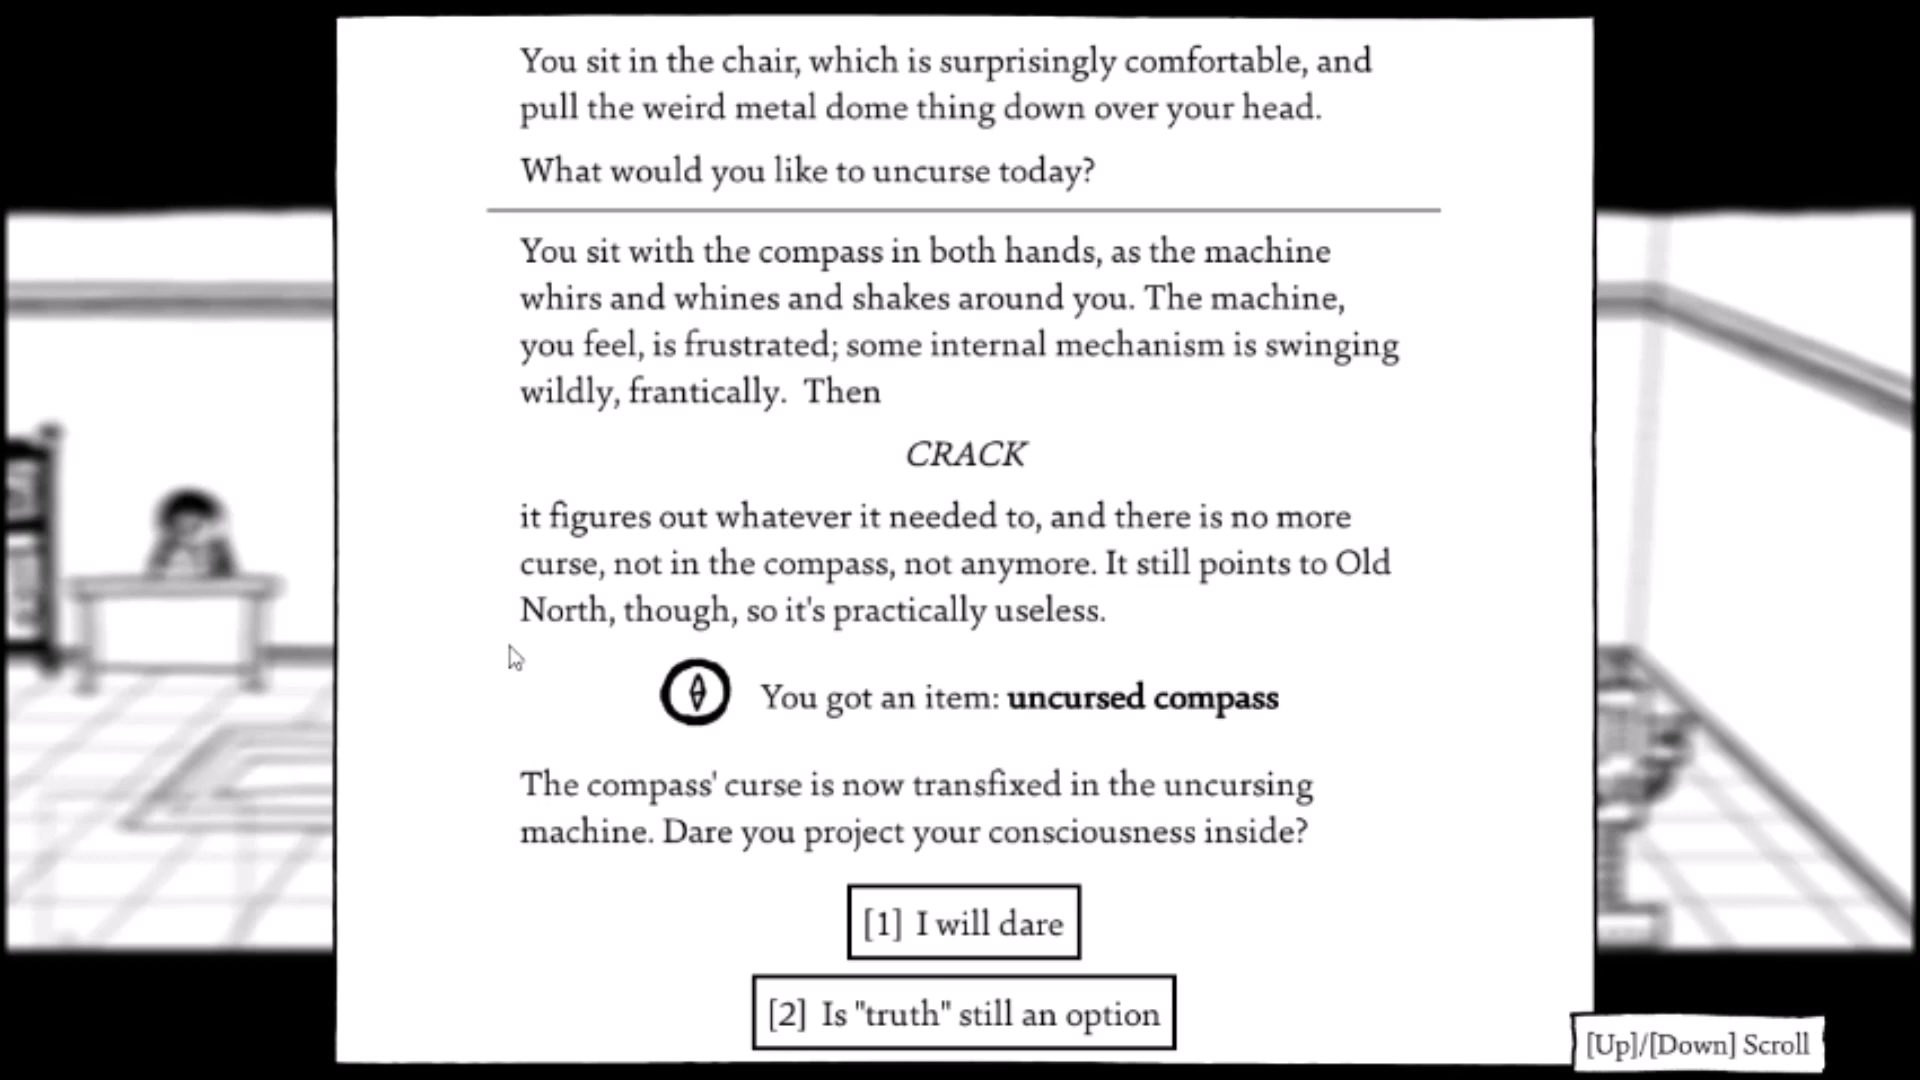 You sit in the chair, which is surprisingly comfortable, and
pull the weird metal dome thing down over your head.
What would you like to uncurse today?
You sit with the compass in both hands, as the machine
whirs and whines and shakes around you. The machine,
you feel, is frustrated; some internal mechanism is swinging
wildly, frantically.  Then
CRACK
it figures out whatever it needed to, and there is no more
curse, not in the compass, not anymore. It still points to Old
North, though, so it's practically useless.
You got an item: uncursed compass
The compass' curse is now transfixed in the uncursing
machine. Dare you project your consciousness inside?
[1] I will dare
[2] Is "truth" still an option
[Up]/[Down] Scroll